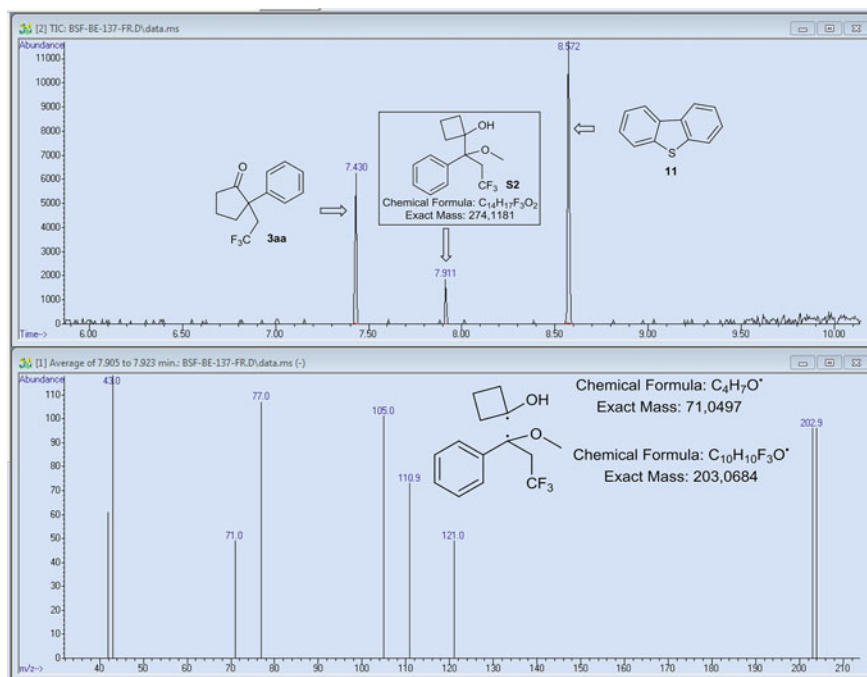 [2] TIC: BSF-BE-137-FR.D\data.ms
Abundance
8.572
11000
10000
9000
8000
7000
6000
5000
4000
3000
2000
1000
0
Time-->
6.00
6.50
7.00
7.50
8.00
8.50
9.00
9.50
10.00
O
F₃C
3aa
7.430
OH
O
CF₃
S2
Chemical Formula: C₁₄H₁₇F₃O₂
Exact Mass: 274,1181
7.911
S
11
[1] Average of 7.905 to 7.923 min.: BSF-BE-137-FR.D\data.ms (-)
Abundance
110
100
90
80
70
60
50
40
30
20
10
0
m/z-->
40
50
60
70
80
90
100
110
120
130
140
150
160
170
180
190
200
210
43.0
71.0
77.0
105.0
110.9
121.0
202.9
OH
O
CF₃
Chemical Formula: C₄H₇O•
Exact Mass: 71,0497
Chemical Formula: C₁₀H₁₀F₃O•
Exact Mass: 203,0684